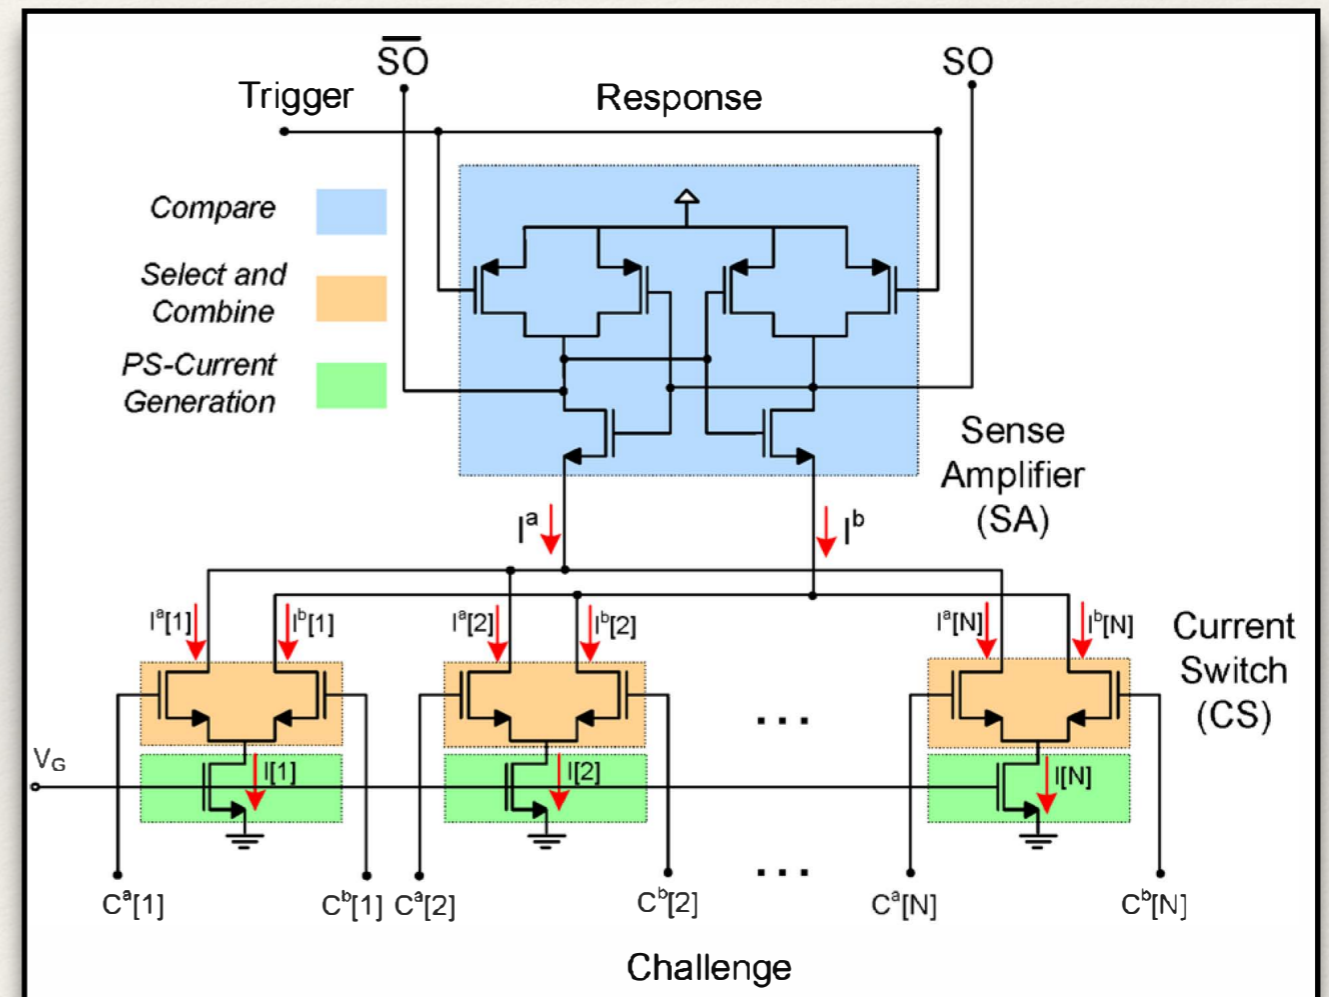 S̅O̅
SO
Trigger
Response
Compare
Select and
Combine
PS-Current
Generation
Sense
Amplifier
(SA)
Iᵃ
Iᵇ
Iᵃ[1]
Iᵇ[1]
Iᵃ[2]
Iᵇ[2]
Iᵃ[N]
Iᵇ[N]
Current
Switch
(CS)
...
V_G
I[1]
I[2]
I[N]
...
Cᵃ[1]
Cᵇ[1]
Cᵃ[2]
Cᵇ[2]
Cᵃ[N]
Cᵇ[N]
Challenge